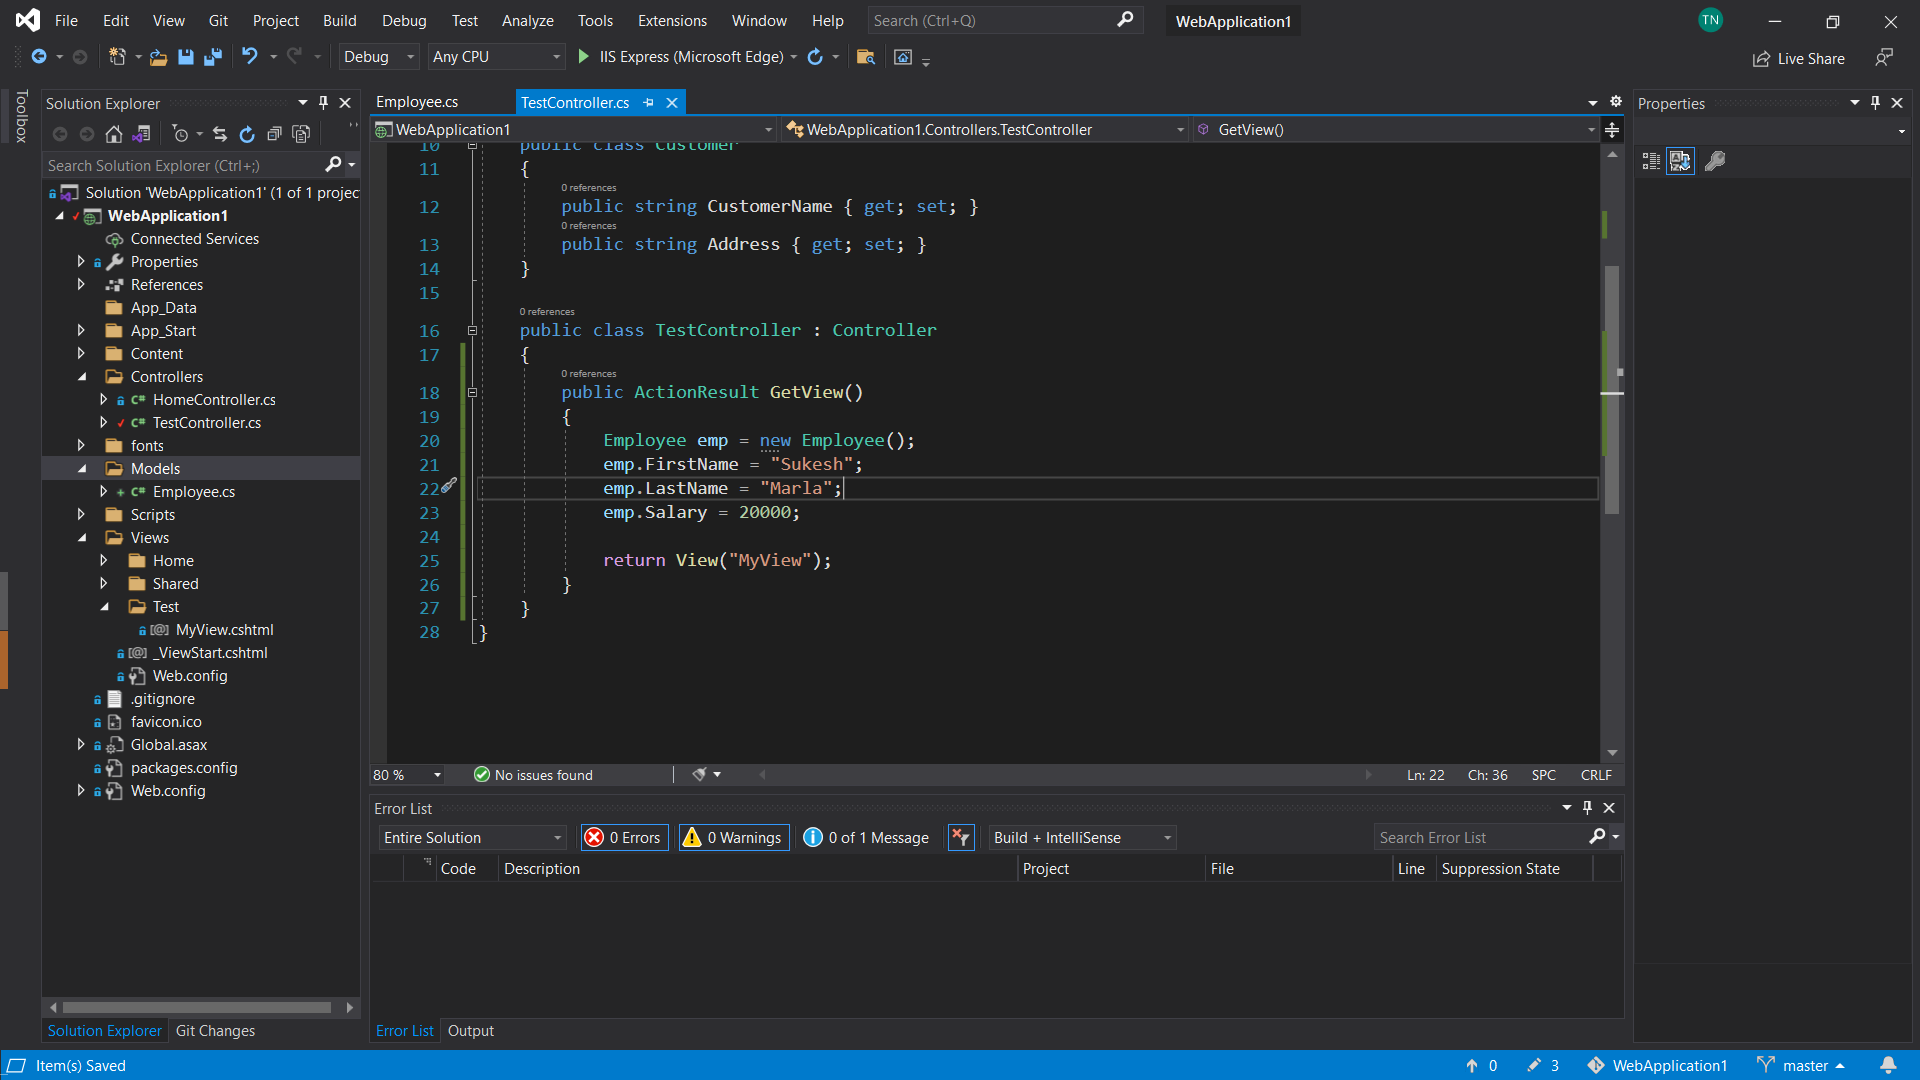 File Edit View Git Project Build Debug Test Analyze Tools Extensions Window Help Search (Ctrl+Q) WebApplication1 TN
Debug Any CPU IIS Express (Microsoft Edge) Live Share
Toolbox
Solution Explorer
Search Solution Explorer (Ctrl+;)
Solution 'WebApplication1' (1 of 1 projec
WebApplication1
Connected Services
Properties
References
App_Data
App_Start
Content
Controllers
C# HomeController.cs
C# TestController.cs
fonts
Models
C# Employee.cs
Scripts
Views
Home
Shared
Test
MyView.cshtml
_ViewStart.cshtml
Web.config
.gitignore
favicon.ico
Global.asax
packages.config
Web.config
Solution Explorer Git Changes
Employee.cs TestController.cs
WebApplication1 WebApplication1.Controllers.TestController GetView()
10 public class Customer
11 {
0 references
12 public string CustomerName { get; set; }
0 references
13 public string Address { get; set; }
14 }
15
0 references
16 public class TestController : Controller
17 {
0 references
18 public ActionResult GetView()
19 {
20 Employee emp = new Employee();
21 emp.FirstName = "Sukesh";
22 emp.LastName = "Marla";
23 emp.Salary = 20000;
24
25 return View("MyView");
26 }
27 }
28 }
80 % No issues found Ln: 22 Ch: 36 SPC CRLF
Error List
Entire Solution 0 Errors 0 Warnings 0 of 1 Message Build + IntelliSense Search Error List
Code Description Project File Line Suppression State
Error List Output
Properties
Item(s) Saved 0 3 WebApplication1 master